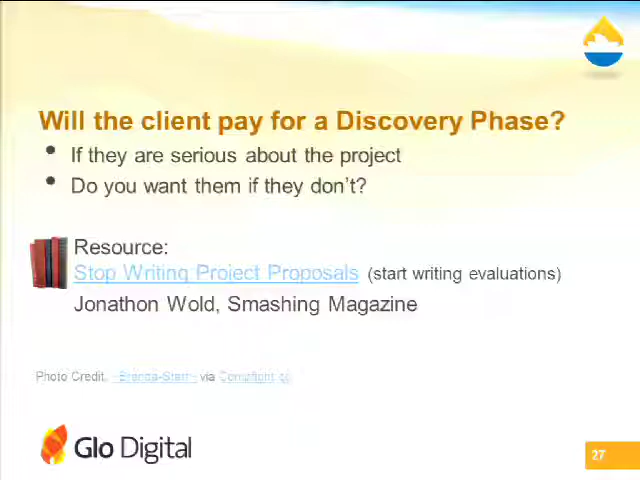 Will the client pay for a Discovery Phase?
• If they are serious about the project
• Do you want them if they don't?
Resource:
Stop Writing Project Proposals (start writing evaluations)
Jonathon Wold, Smashing Magazine
Photo Credit: via
Glo Digital
27